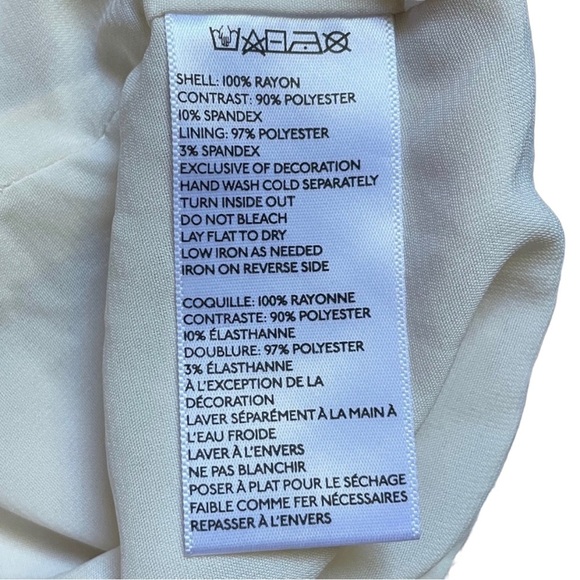 SHELL: 100% RAYON
CONTRAST: 90% POLYESTER
10% SPANDEX
LINING: 97% POLYESTER
3% SPANDEX
EXCLUSIVE OF DECORATION
HAND WASH COLD SEPARATELY
TURN INSIDE OUT
DO NOT BLEACH
LAY FLAT TO DRY
LOW IRON AS NEEDED
IRON ON REVERSE SIDE
COQUILLE: 100% RAYONNE
CONTRASTE: 90% POLYESTER
10% ÉLASTHANNE
DOUBLURE: 97% POLYESTER
3% ÉLASTHANNE
À L'EXCEPTION DE LA
DÉCORATION
LAVER SÉPARÉMENT À LA MAIN À
L'EAU FROIDE
LAVER À L'ENVERS
NE PAS BLANCHIR
POSER À PLAT POUR LE SÉCHAGE
FAIBLE COMME FER NÉCESSAIRES
REPASSER À L'ENVERS